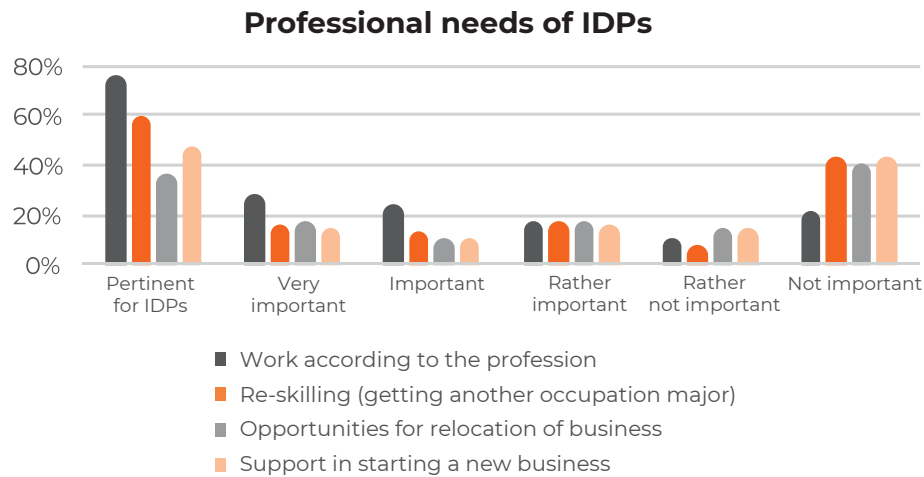 Professional needs of IDPs
80%
60%
40%
20%
0%
Pertinent
for IDPs
Very
important
Important
Rather
important
Rather
not important
Not important
Work according to the profession
Re-skilling (getting another occupation major)
Opportunities for relocation of business
Support in starting a new business